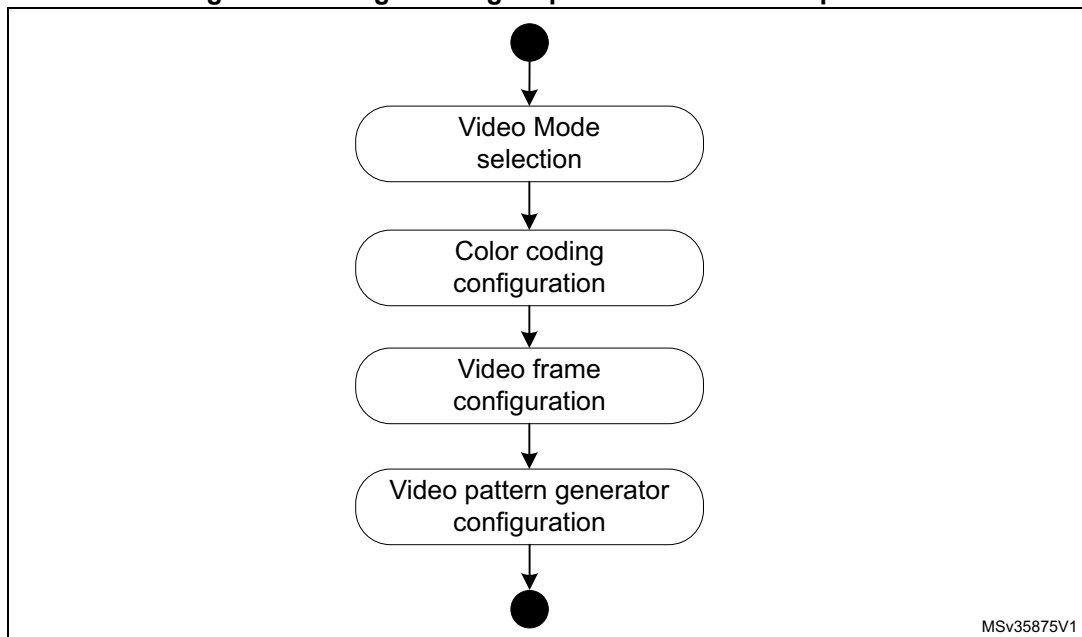 Video Mode
selection
Color coding
configuration
Video frame
configuration
Video pattern generator
configuration
MSv35875V1